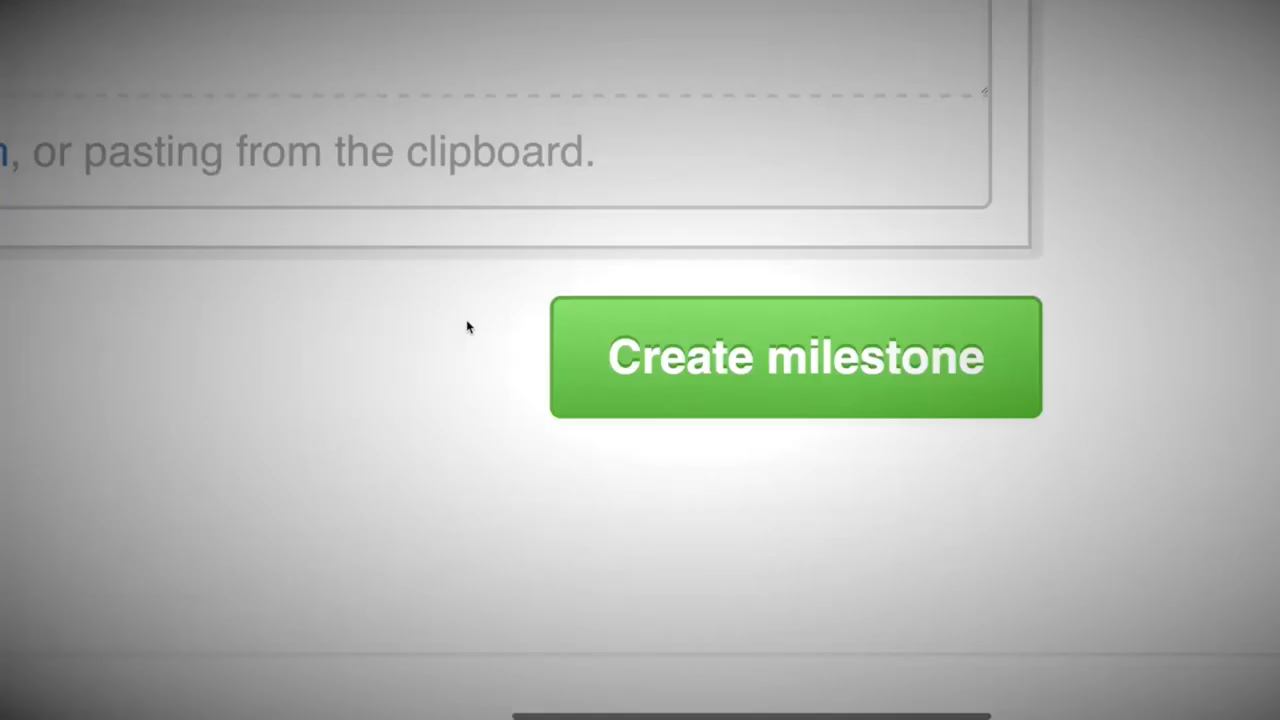 , or pasting from the clipboard.
Create milestone